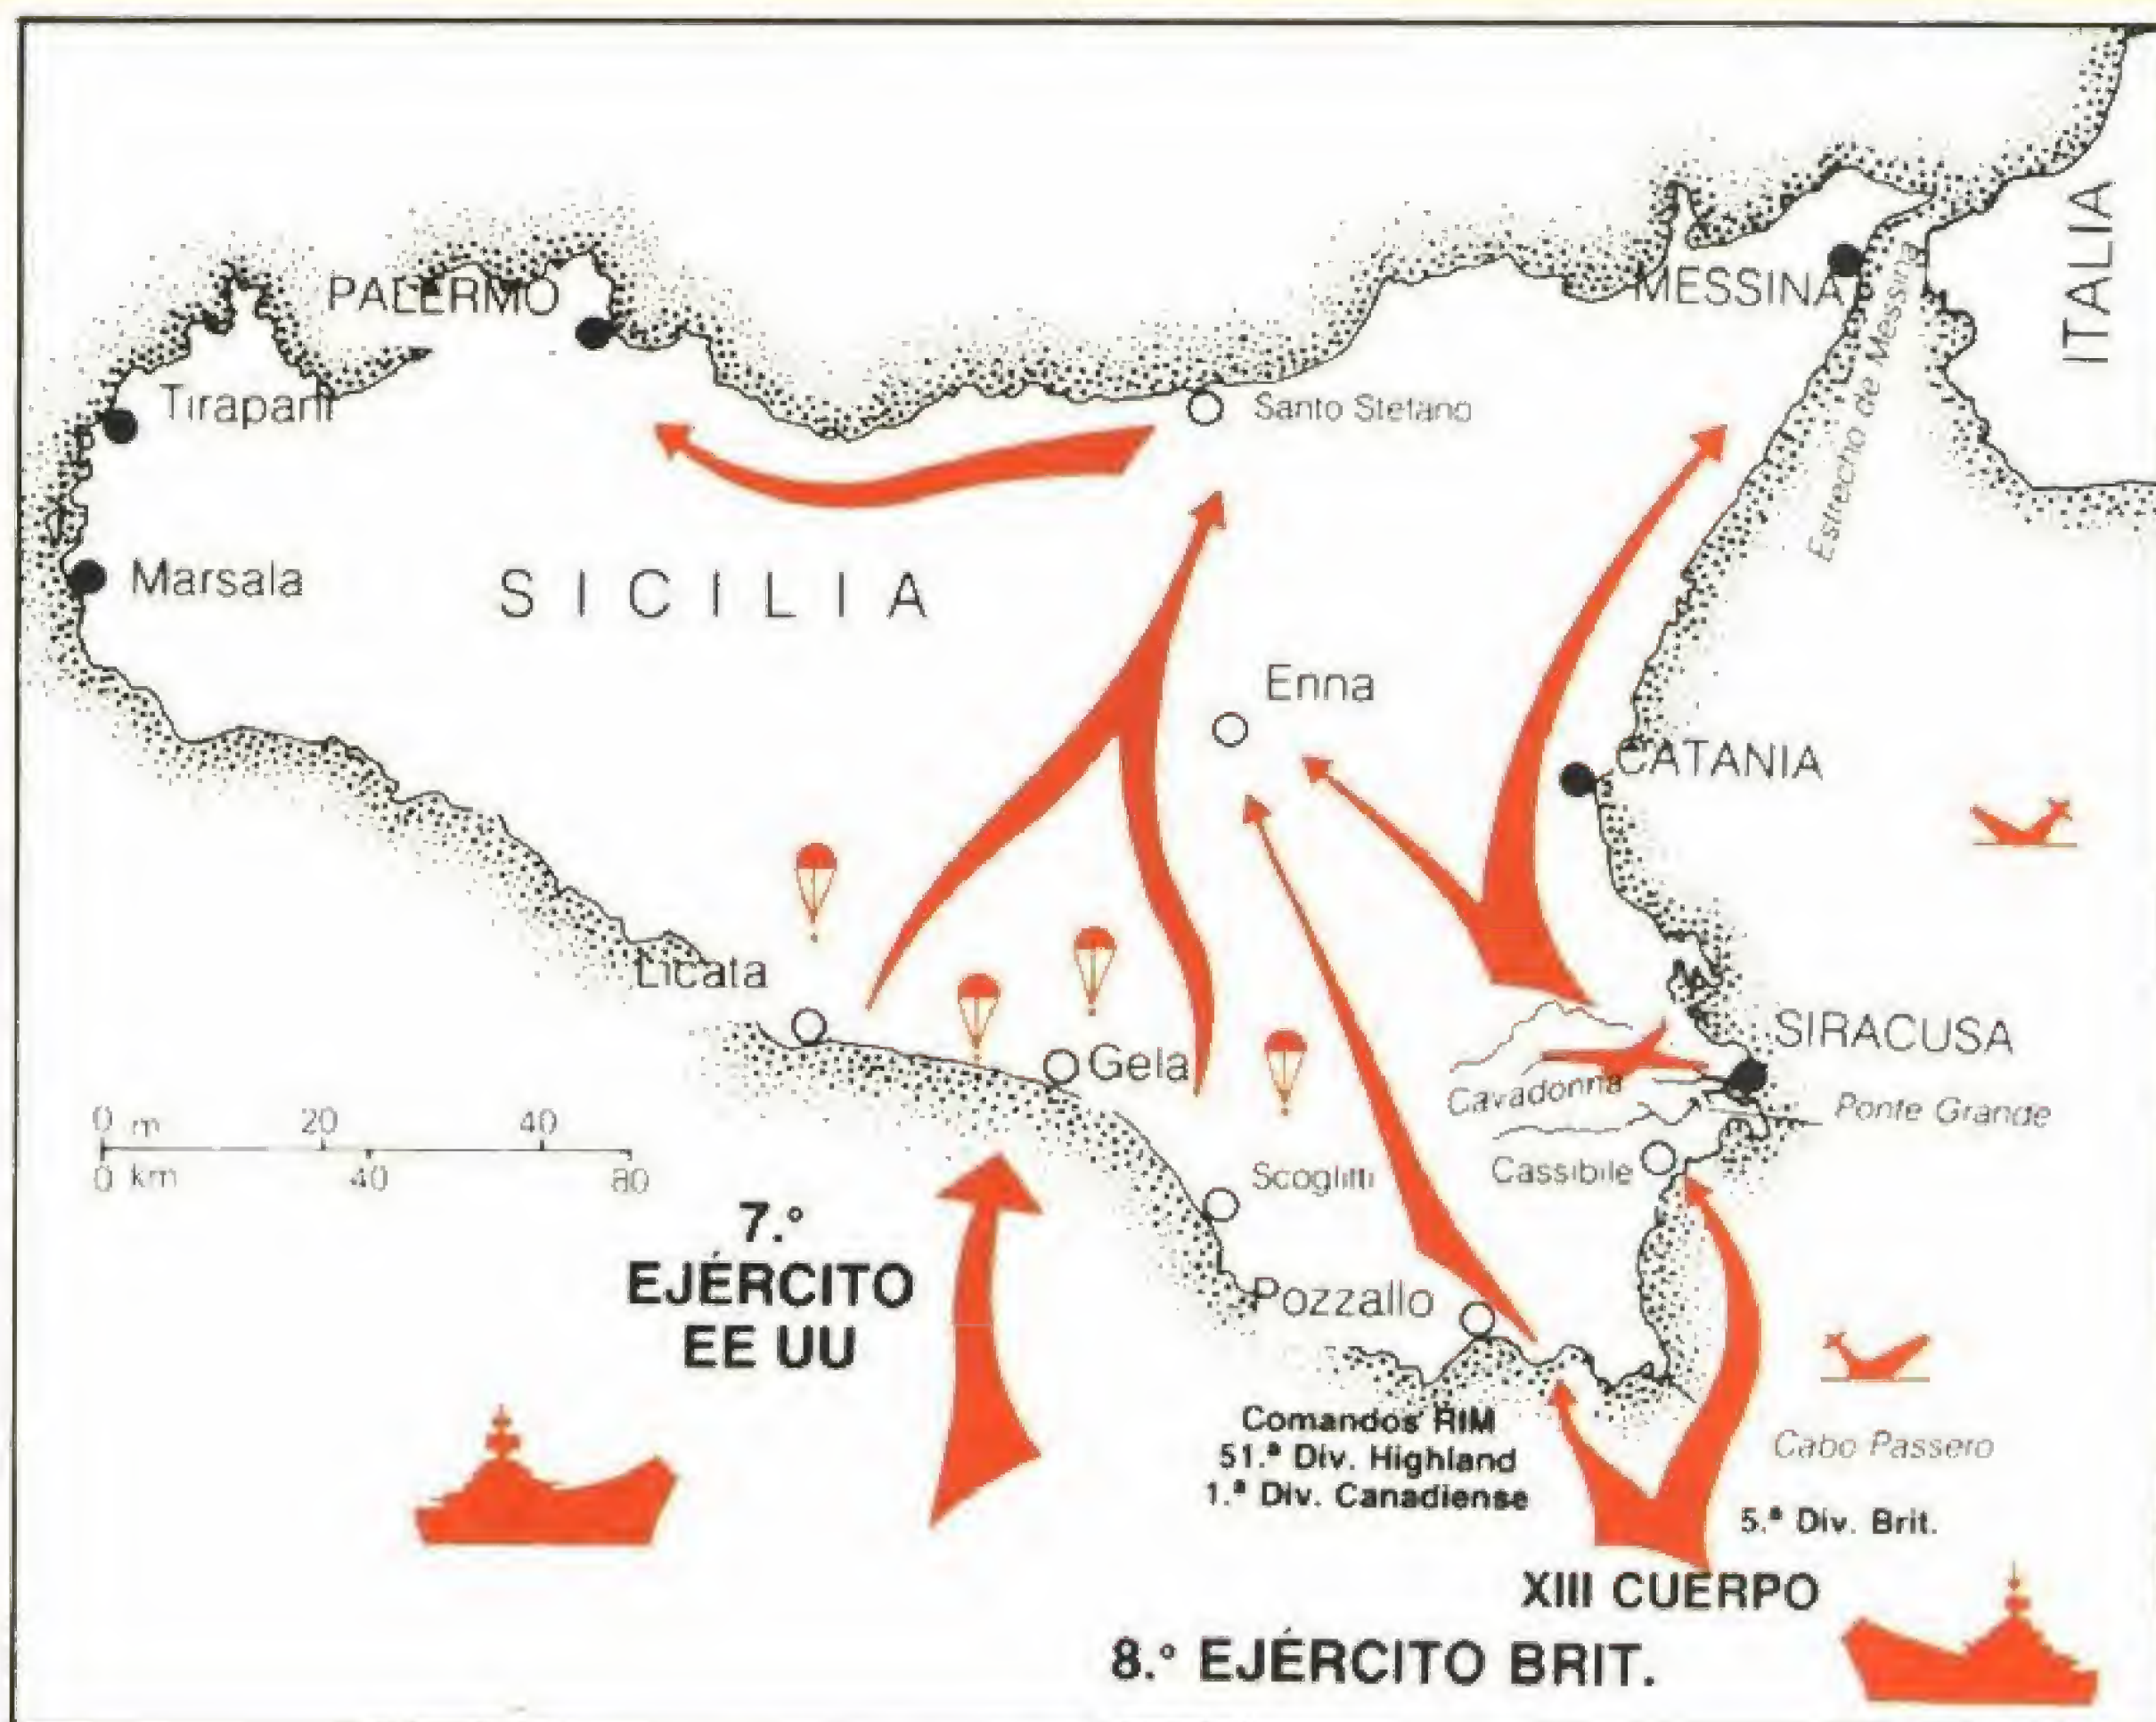 ITALIA
PALERMO
MESSINA
Estrecho de Messina
Tirapani
Santo Stefano
Marsala
SICILIA
Enna
CATANIA
Licata
Gela
SIRACUSA
Cavadonna
Ponte Grande
0 m 20 40
0 km 40 80
Scoglitti
Cassibile
7.º
EJÉRCITO
EE UU
Pozzallo
Comandos RIM
51.ª Div. Highland
1.ª Div. Canadiense
Cabo Passero
5.ª Div. Brit.
XIII CUERPO
8.º EJÉRCITO BRIT.